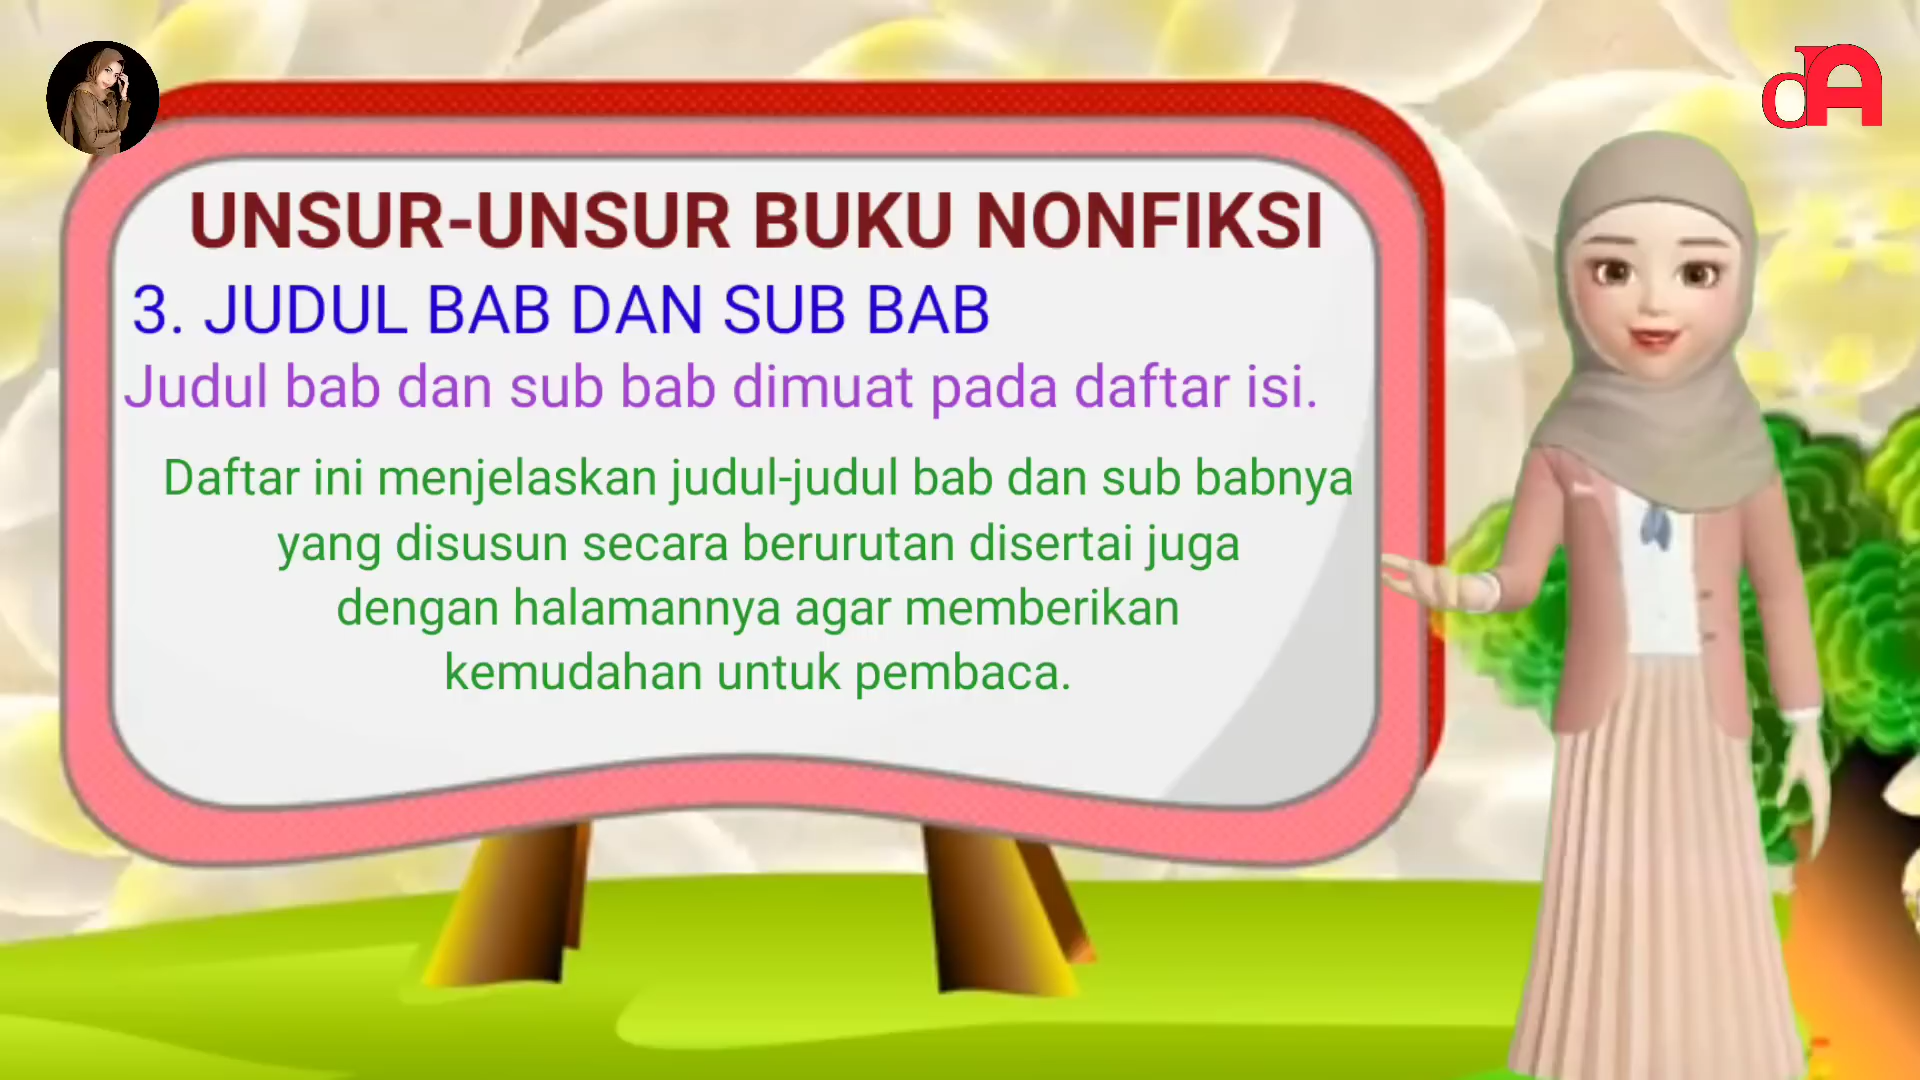 dA
UNSUR-UNSUR BUKU NONFIKSI
3. JUDUL BAB DAN SUB BAB
Judul bab dan sub bab dimuat pada daftar isi.
Daftar ini menjelaskan judul-judul bab dan sub babnya
yang disusun secara berurutan disertai juga
dengan halamannya agar memberikan
kemudahan untuk pembaca.